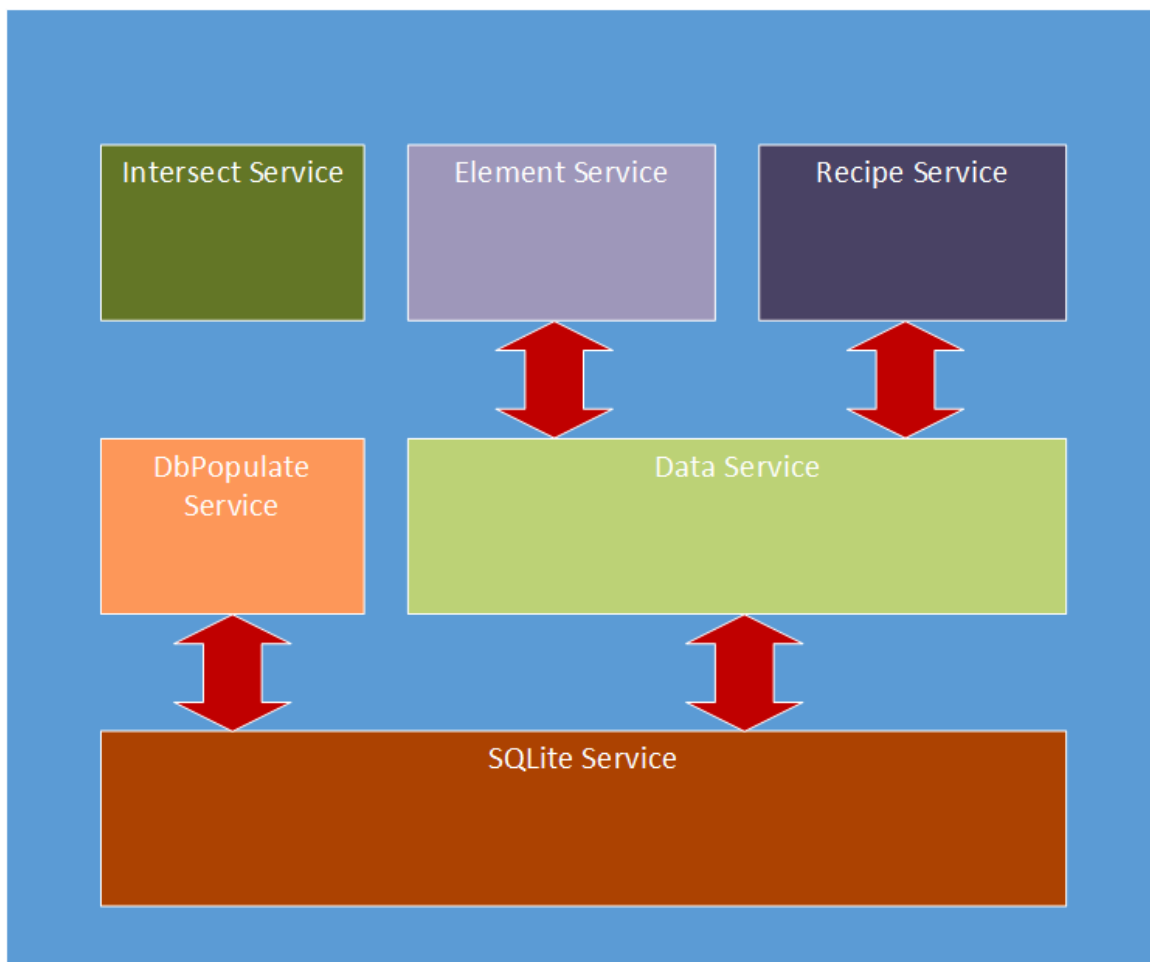 Intersect Service
Element Service
Recipe Service
DbPopulate
Service
Data Service
SQLite Service